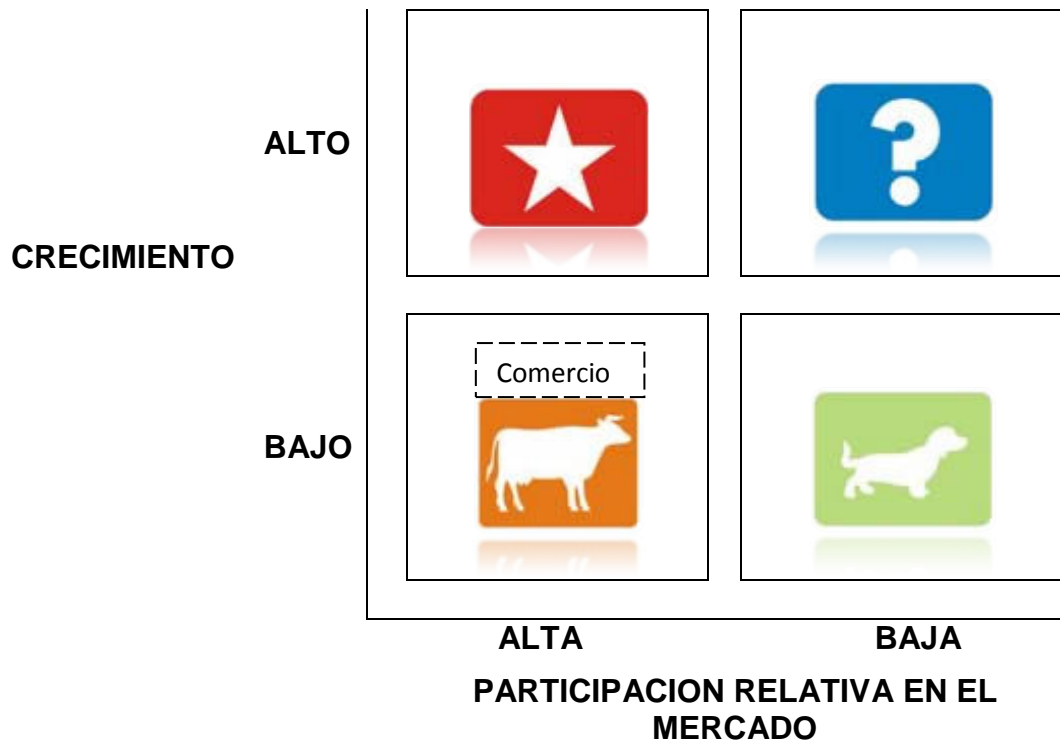 ALTO
?
CRECIMIENTO
Comercio
BAJO
ALTA
BAJA
PARTICIPACION RELATIVA EN EL
MERCADO